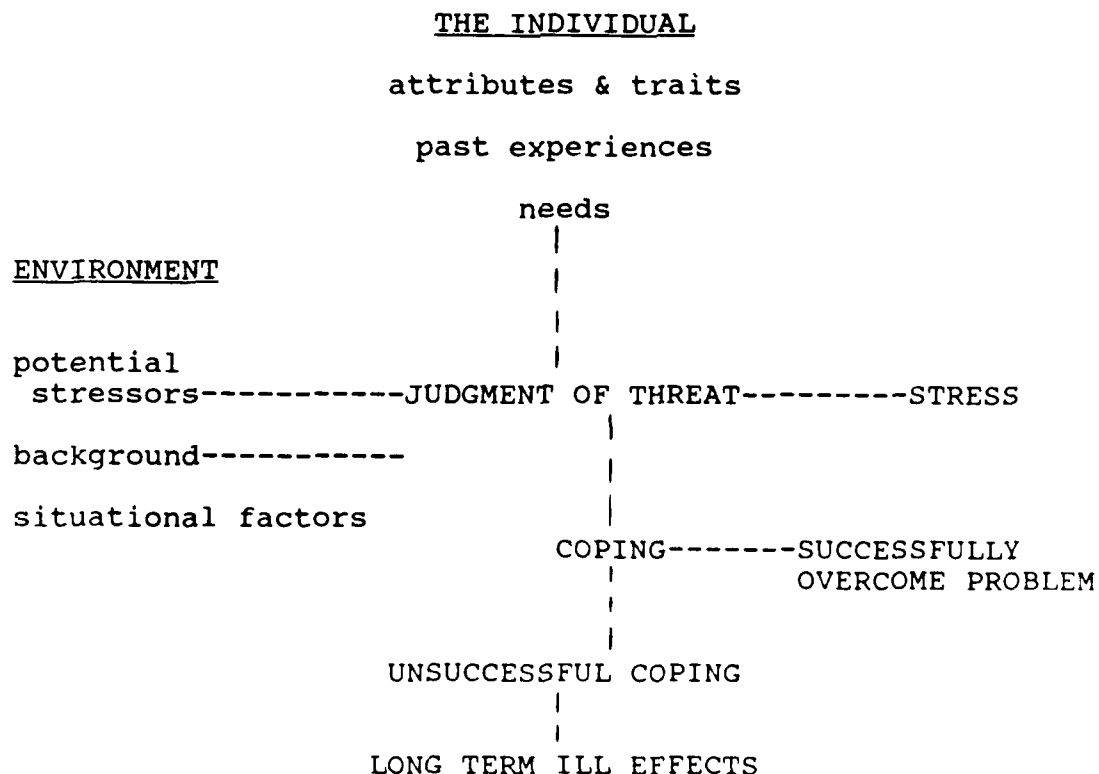 THE INDIVIDUAL
attributes & traits
past experiences
needs
ENVIRONMENT
potential
stressors-----------JUDGMENT OF THREAT---------STRESS
background-----------
situational factors
COPING-------SUCCESSFULLY
OVERCOME PROBLEM
UNSUCCESSFUL COPING
LONG TERM ILL EFFECTS